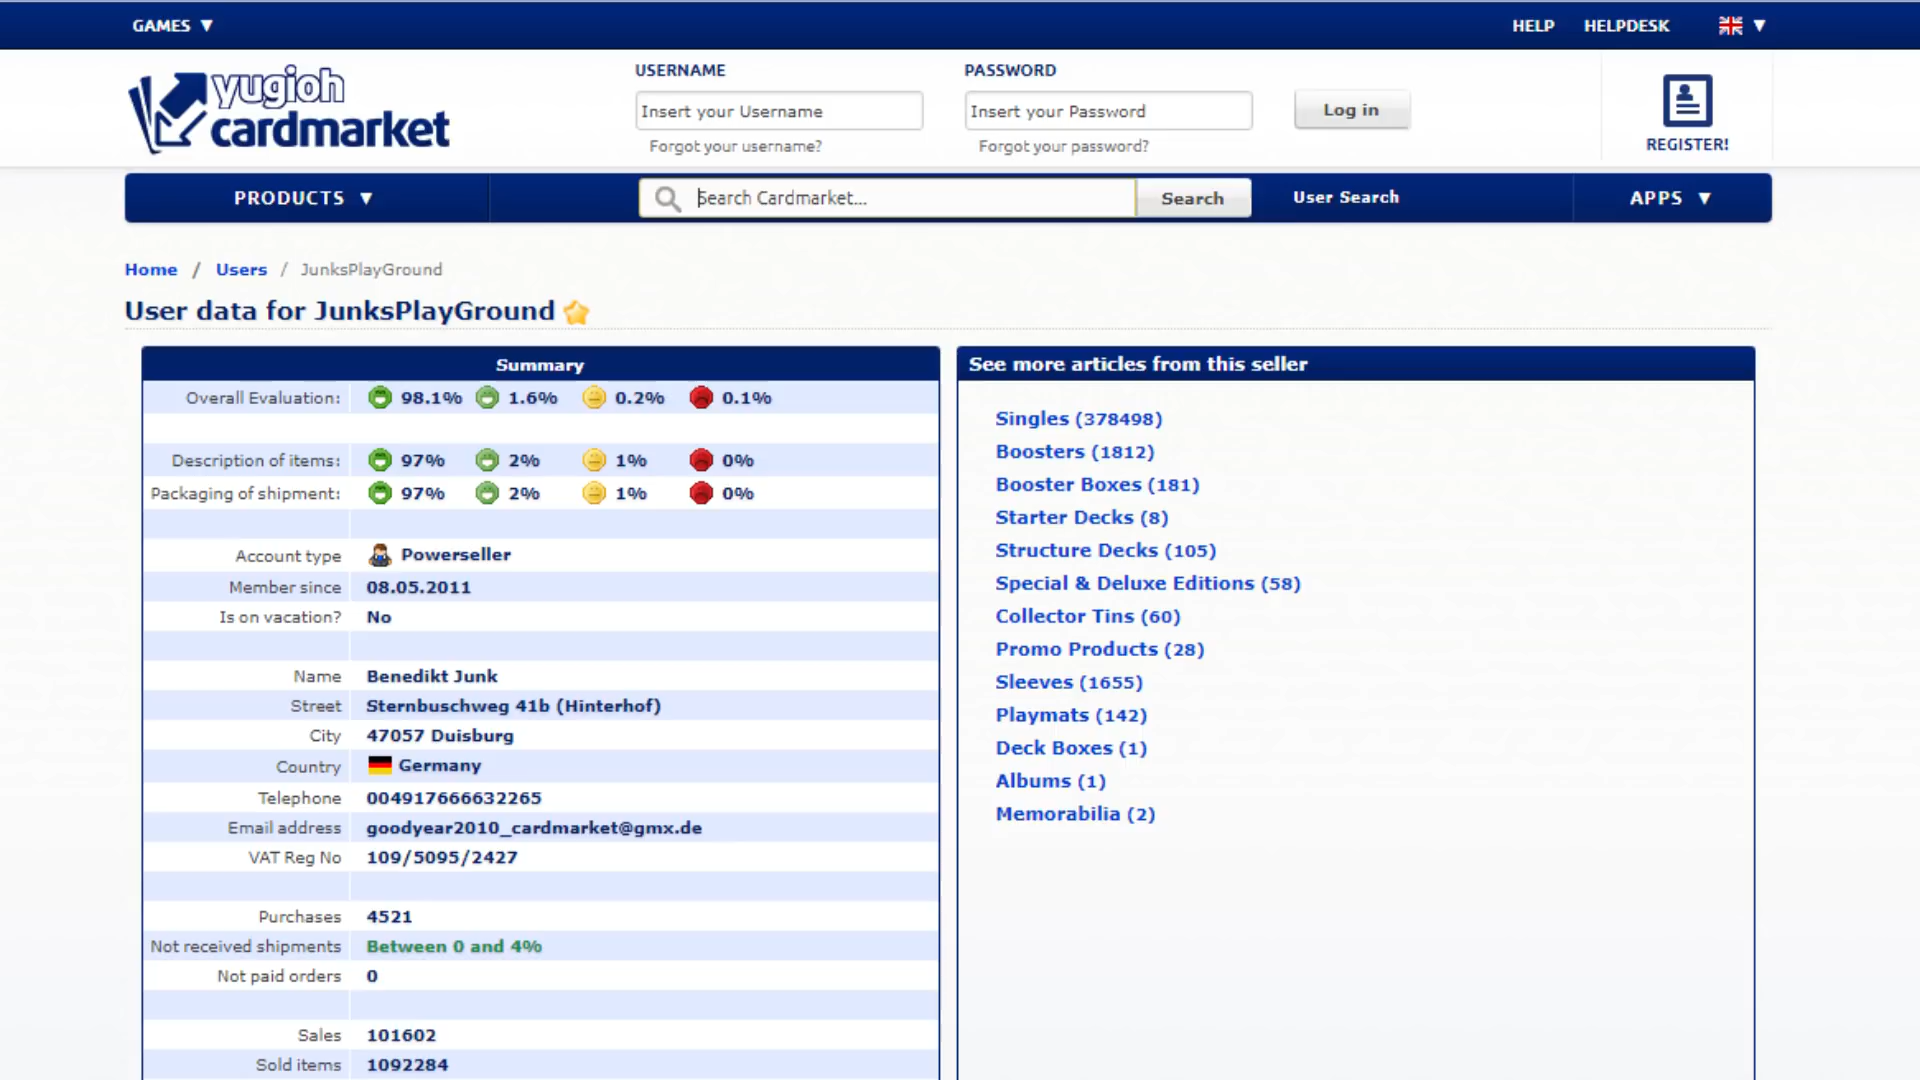 GAMES ▼
HELP HELPDESK ▼
yugioh
cardmarket
USERNAME PASSWORD
Insert your Username Insert your Password Log in
Forgot your username? Forgot your password?
REGISTER!
PRODUCTS ▼ Search Cardmarket... Search User Search APPS ▼
Home / Users / JunksPlayGround
User data for JunksPlayGround
Summary
Overall Evaluation: 98.1% 1.6% 0.2% 0.1%
Description of items: 97% 2% 1% 0%
Packaging of shipment: 97% 2% 1% 0%
Account type Powerseller
Member since 08.05.2011
Is on vacation? No
Name Benedikt Junk
Street Sternbuschweg 41b (Hinterhof)
City 47057 Duisburg
Country Germany
Telephone 004917666632265
Email address goodyear2010_cardmarket@gmx.de
VAT Reg No 109/5095/2427
Purchases 4521
Not received shipments Between 0 and 4%
Not paid orders 0
Sales 101602
Sold items 1092284
See more articles from this seller
Singles (378498)
Boosters (1812)
Booster Boxes (181)
Starter Decks (8)
Structure Decks (105)
Special & Deluxe Editions (58)
Collector Tins (60)
Promo Products (28)
Sleeves (1655)
Playmats (142)
Deck Boxes (1)
Albums (1)
Memorabilia (2)